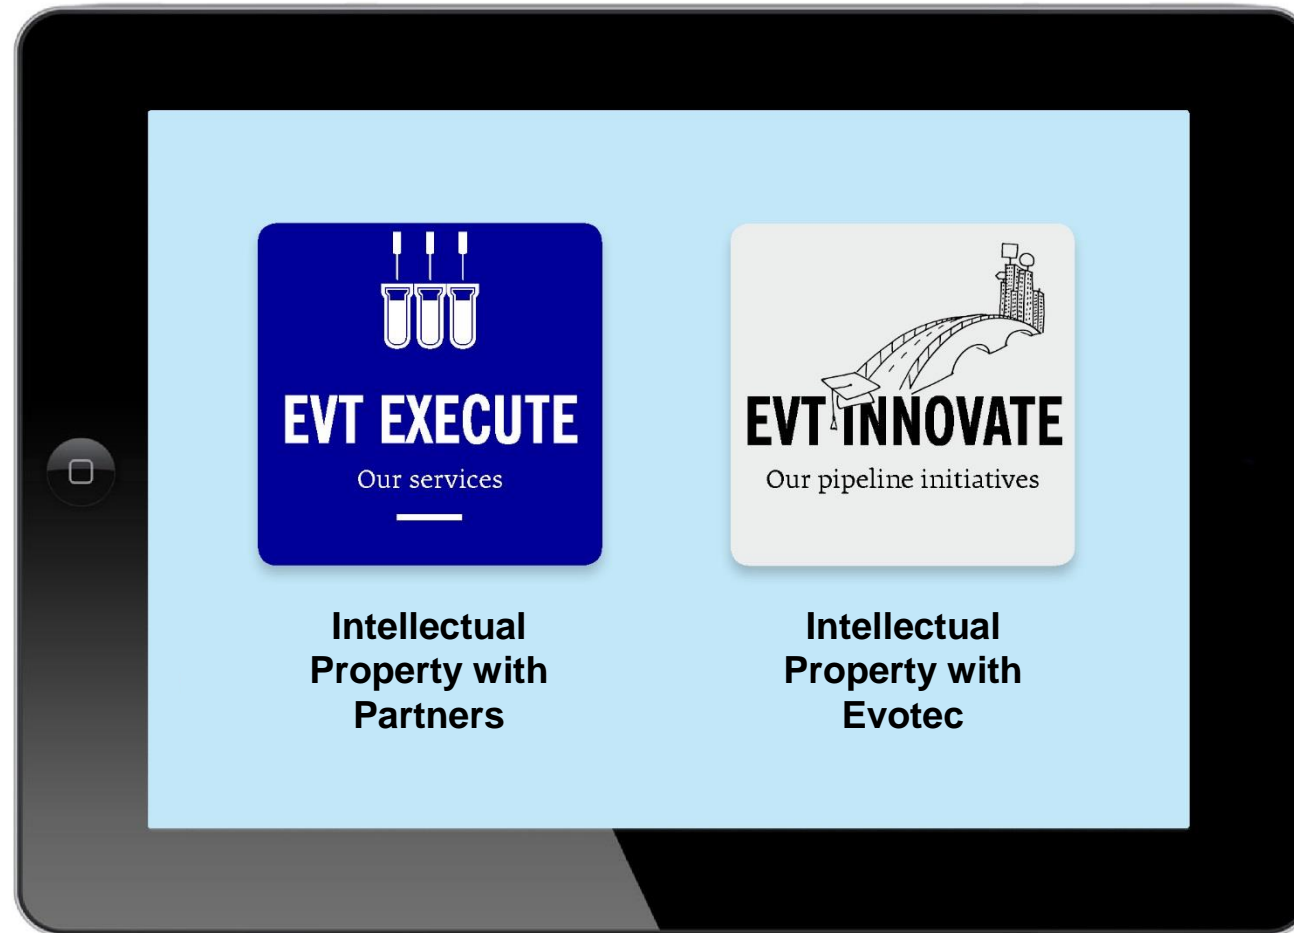 EVT EXECUTE
Our services
Intellectual
Property with
Partners
EVT INNOVATE
Our pipeline initiatives
Intellectual
Property with
Evotec